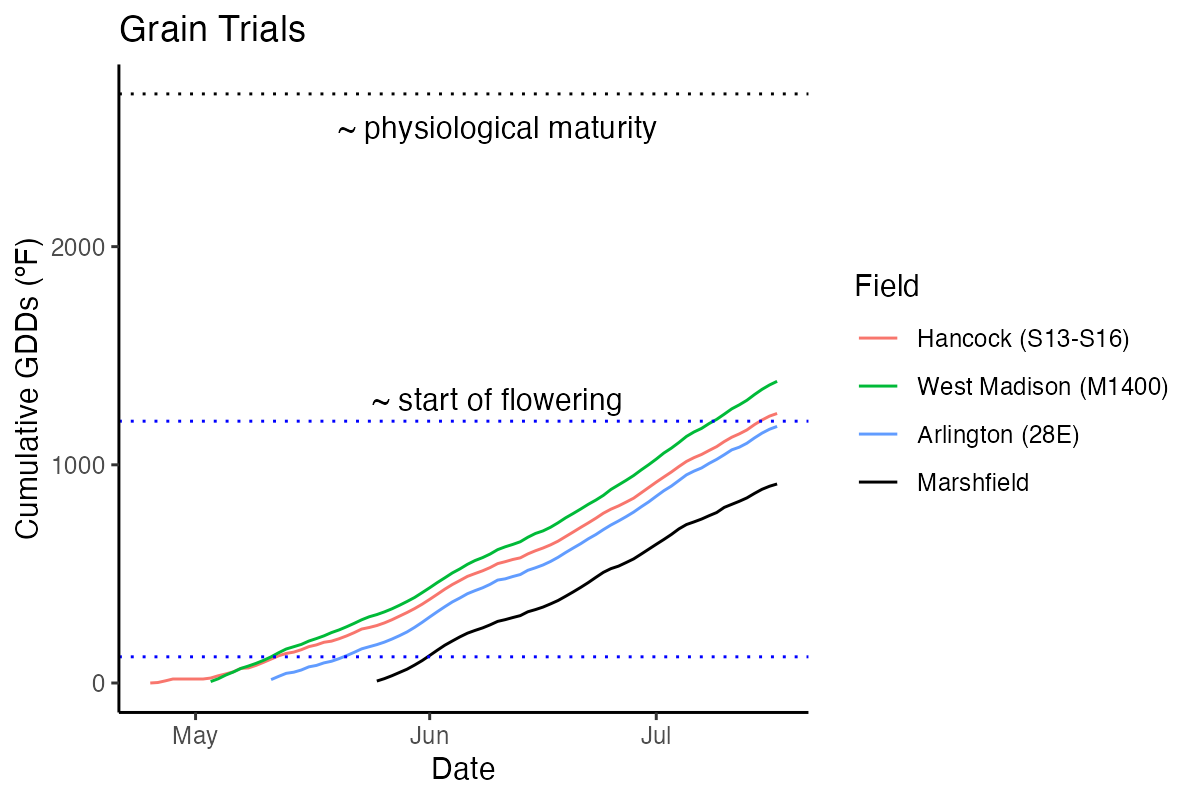 Grain Trials
~ physiological maturity
~ start of flowering
Cumulative GDDs (°F)
2000
1000
0
May
Jun
Jul
Date
Field
Hancock (S13-S16)
West Madison (M1400)
Arlington (28E)
Marshfield